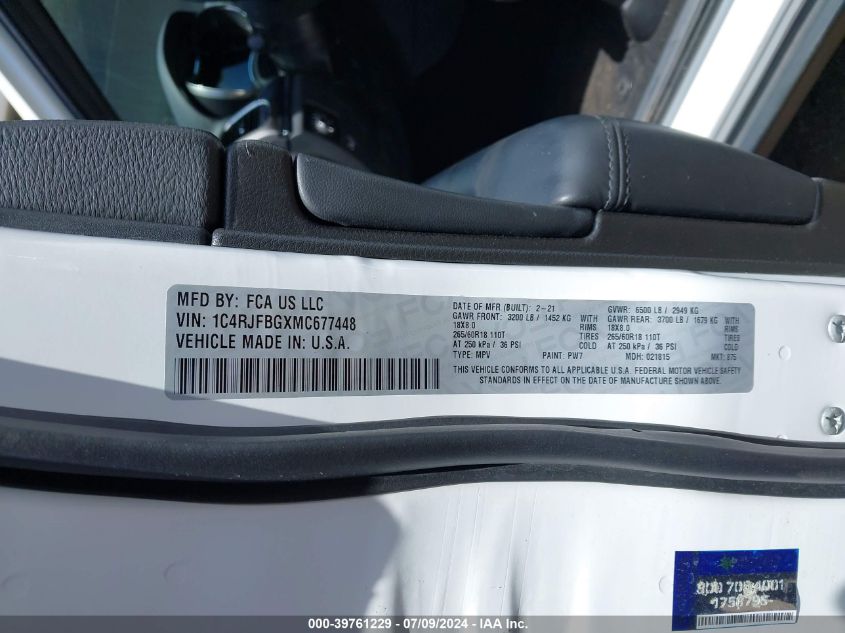 MFD BY: FCA US LLC
VIN: 1C4RJFBGXMC677448
VEHICLE MADE IN: U.S.A.
DATE OF MFR (BUILT): 2-21 GVWR: 6500 LB / 2949 KG
GAWR FRONT: 3200 LB / 1452 KG WITH GAWR REAR: 3700 LB / 1679 KG WITH
18X8.0 RIMS 18X8.0 RIMS
265/60R18 110T TIRES 265/60R18 110T TIRES
AT 250 kPa / 36 PSI COLD AT 250 kPa / 36 PSI COLD
TYPE: MPV PAINT: PW7 MDH: 021815 MKT: 875
THIS VEHICLE CONFORMS TO ALL APPLICABLE U.S.A. FEDERAL MOTOR VEHICLE SAFETY
STANDARDS IN EFFECT ON THE DATE OF MANUFACTURE SHOWN ABOVE.
000-39761229 - 07/09/2024 - IAA Inc.